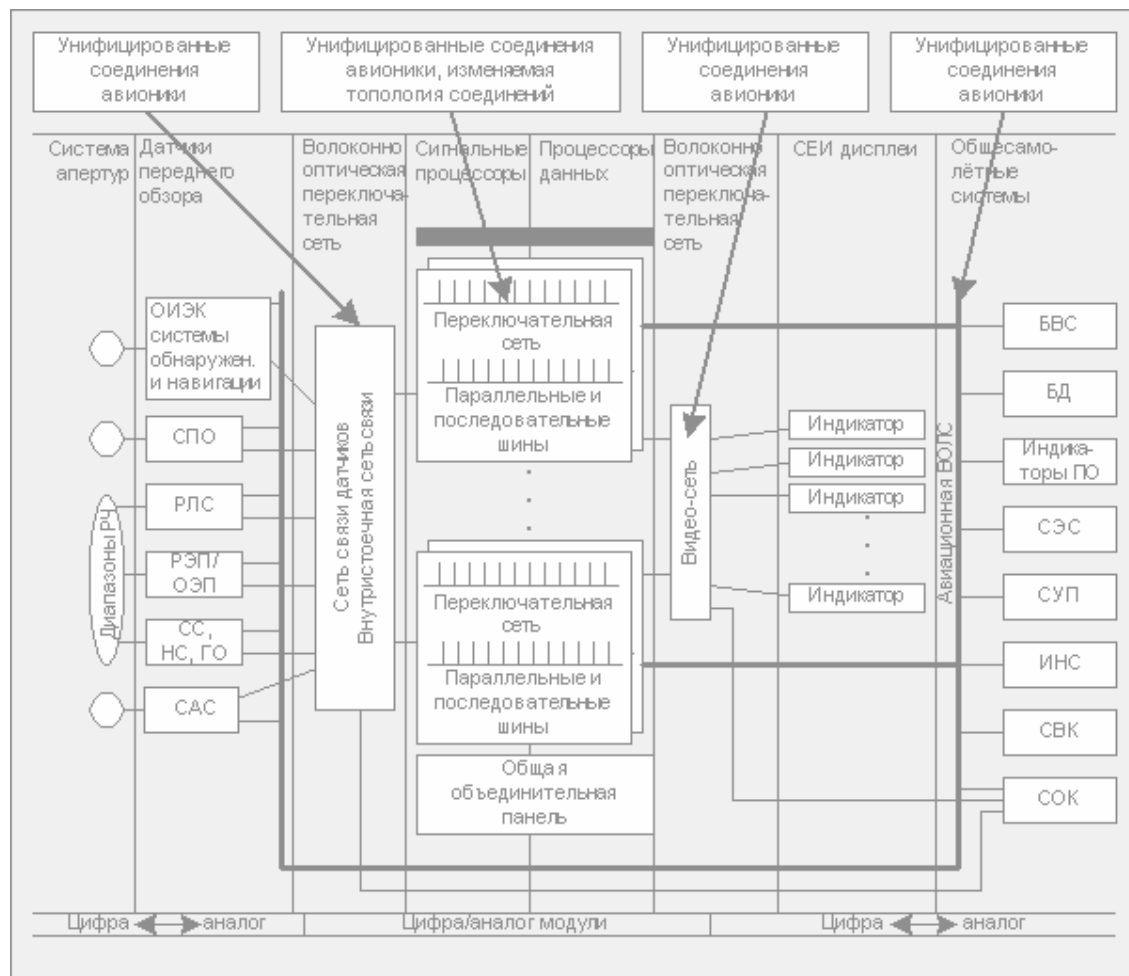 Унифицированные
соединения
авионики
Унифицированные соединения
авионики, изменяемая
топология соединений
Унифицированные
соединения
авионики
Унифицированные
соединения
авионики
Система
апертур
Датчики
переднего
обзора
Волоконно
оптическая
переключа-
тельная
сеть
Сигнальные
процессоры
Процессоры
данных
Волоконно
оптическая
переключа-
тельная
сеть
СЕИ дисплеи
Общесамо-
лётные
системы
ОИЭК
системы
обнаружен.
и навигации
СПО
РЛС
РЭП/
ОЭП
СС,
НС, ГО
САС
Диапазоны РЧ
Сеть связи датчиков
Внутристоечная сеть связи
Переключательная
сеть
Параллельные и
последовательные
шины
Переключательная
сеть
Параллельные и
последовательные
шины
Общая
объединительная
панель
Видео-сеть
Индикатор
Индикатор
Индикатор
Индикатор
Авиационная ВОЛС
БВС
БД
Индика-
торы ПО
СЭС
СУП
ИНС
СВК
СОК
Цифра аналог
Цифра/аналог модули
Цифра аналог